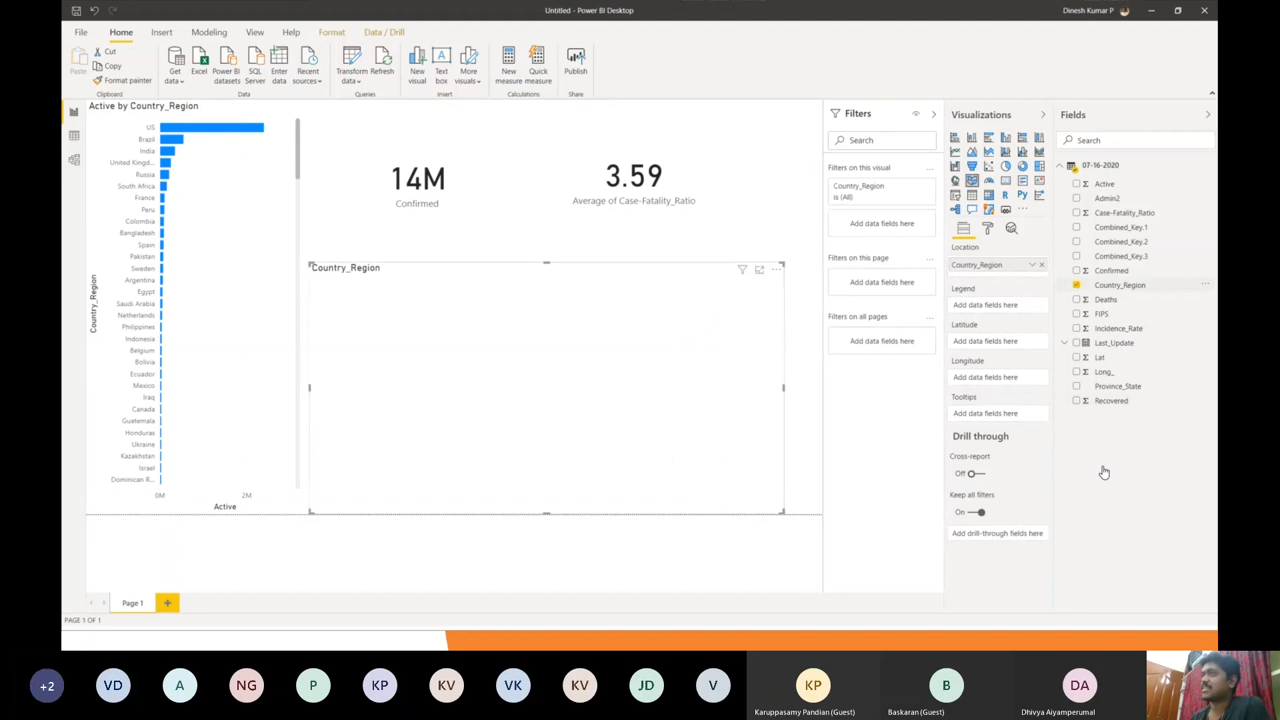 Untitled - Power BI Desktop
Dinesh Kumar P
File
Home
Insert
Modeling
View
Help
Format
Data / Drill
Paste
Cut
Copy
Format painter
Get data
Excel
Power BI datasets
SQL Server
Enter data
Recent sources
Transform data
Refresh
New visual
Text box
More visuals
New measure
Quick measure
Publish
Clipboard
Data
Queries
Insert
Calculations
Share
Active by Country_Region
US
Brazil
India
United Kingd...
Russia
South Africa
France
Peru
Colombia
Bangladesh
Spain
Pakistan
Sweden
Argentina
Egypt
Saudi Arabia
Netherlands
Philippines
Indonesia
Belgium
Bolivia
Ecuador
Mexico
Iraq
Canada
Guatemala
Honduras
Ukraine
Kazakhstan
Israel
Dominican R...
Country_Region
0M
2M
Active
14M
Confirmed
3.59
Average of Case-Fatality_Ratio
Country_Region
Filters
Search
Filters on this visual
...
Country_Region
is (All)
Add data fields here
Filters on this page
...
Add data fields here
Filters on all pages
...
Add data fields here
Visualizations
R
Py
Location
Country_Region
Legend
Add data fields here
Latitude
Add data fields here
Longitude
Add data fields here
Tooltips
Add data fields here
Drill through
Cross-report
Off
Keep all filters
On
Add drill-through fields here
Fields
Search
07-16-2020
Σ Active
Admin2
Σ Case-Fatality_Ratio
Combined_Key.1
Combined_Key.2
Combined_Key.3
Σ Confirmed
Country_Region
Σ Deaths
Σ FIPS
Σ Incidence_Rate
Last_Update
Σ Lat
Σ Long_
Province_State
Σ Recovered
Page 1
PAGE 1 OF 1
+2
VD
A
NG
P
KP
KV
VK
KV
JD
V
KP
Karuppasamy Pandian (Guest)
B
Baskaran (Guest)
DA
Dhivya Aiyamperumal